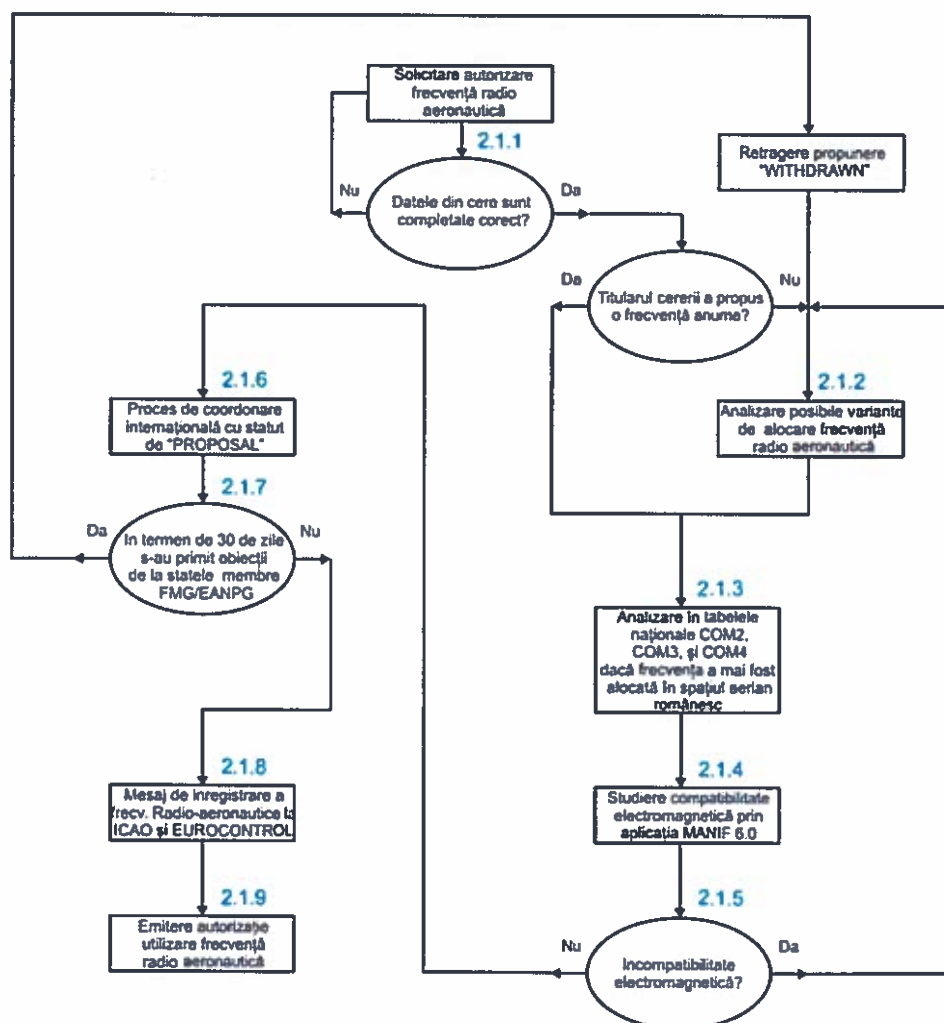 Solicitare autorizare
frecvență radio
aeronautică
2.1.1
Nu
Datele din cere sunt
completate corect?
Da
Retragere propunere
"WITHDRAWN"
Da
Titularul cererii a propus
o frecvență anume?
Nu
2.1.2
Analizare posibile variante
de alocare frecvență
radio aeronautică
2.1.6
Proces de coordonare
internațională cu statut
de "PROPOSAL"
2.1.7
Da
In termen de 30 de zile
s-au primit obiecții
de la statele membre
FMG/EANPG
Nu
2.1.3
Analizare în tabelele
naționale COM2,
COM3, și COM4
dacă frecvența a mai fost
alocată în spațiul aerian
românesc
2.1.8
Mesaj de inregistrare a
frecv. Radio-aeronautice la
ICAO și EUROCONTROL
2.1.4
Studiere compatibilitate
electromagnetică prin
aplicația MANIF 6.0
2.1.9
Emitere autorizație
utilizare frecvență
radio aeronautică
2.1.5
Nu
Incompatibilitate
electromagnetică?
Da